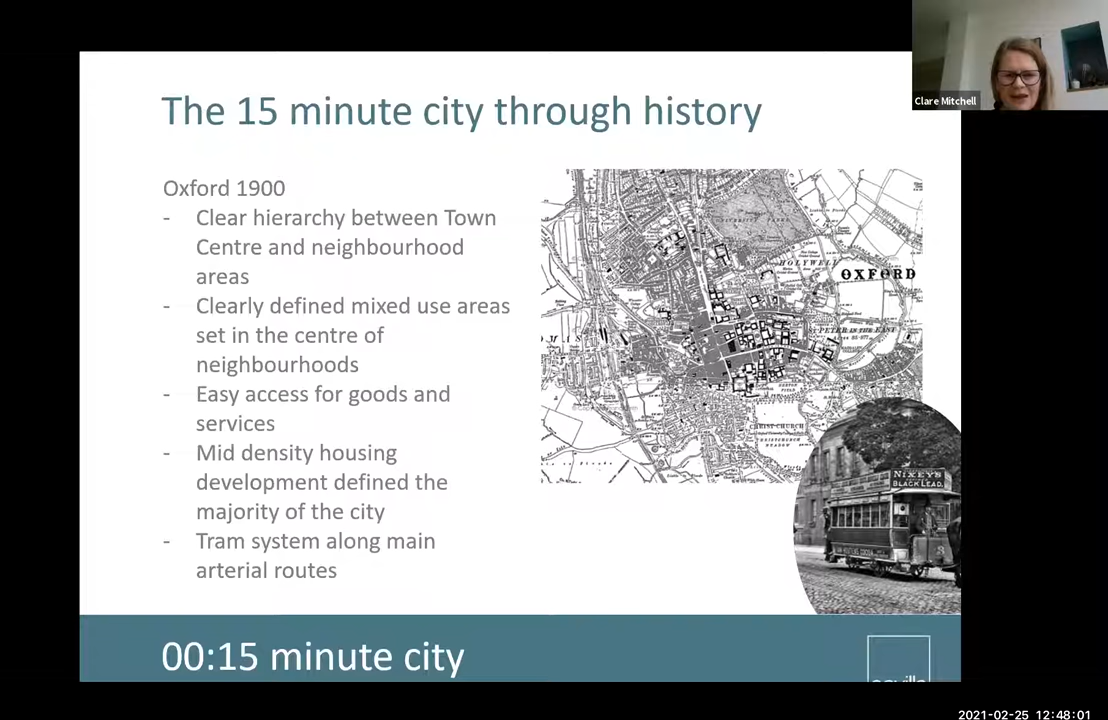 Clare Mitchell
The 15 minute city through history
Oxford 1900
- Clear hierarchy between Town
Centre and neighbourhood
areas
- Clearly defined mixed use areas
set in the centre of
neighbourhoods
- Easy access for goods and
services
- Mid density housing
development defined the
majority of the city
- Tram system along main
arterial routes
HOLYWELL
OXFORD
CHRIST CHURCH
NIXEY'S
BLACK LEAD.
3
00:15 minute city
2021-02-25 12:48:01